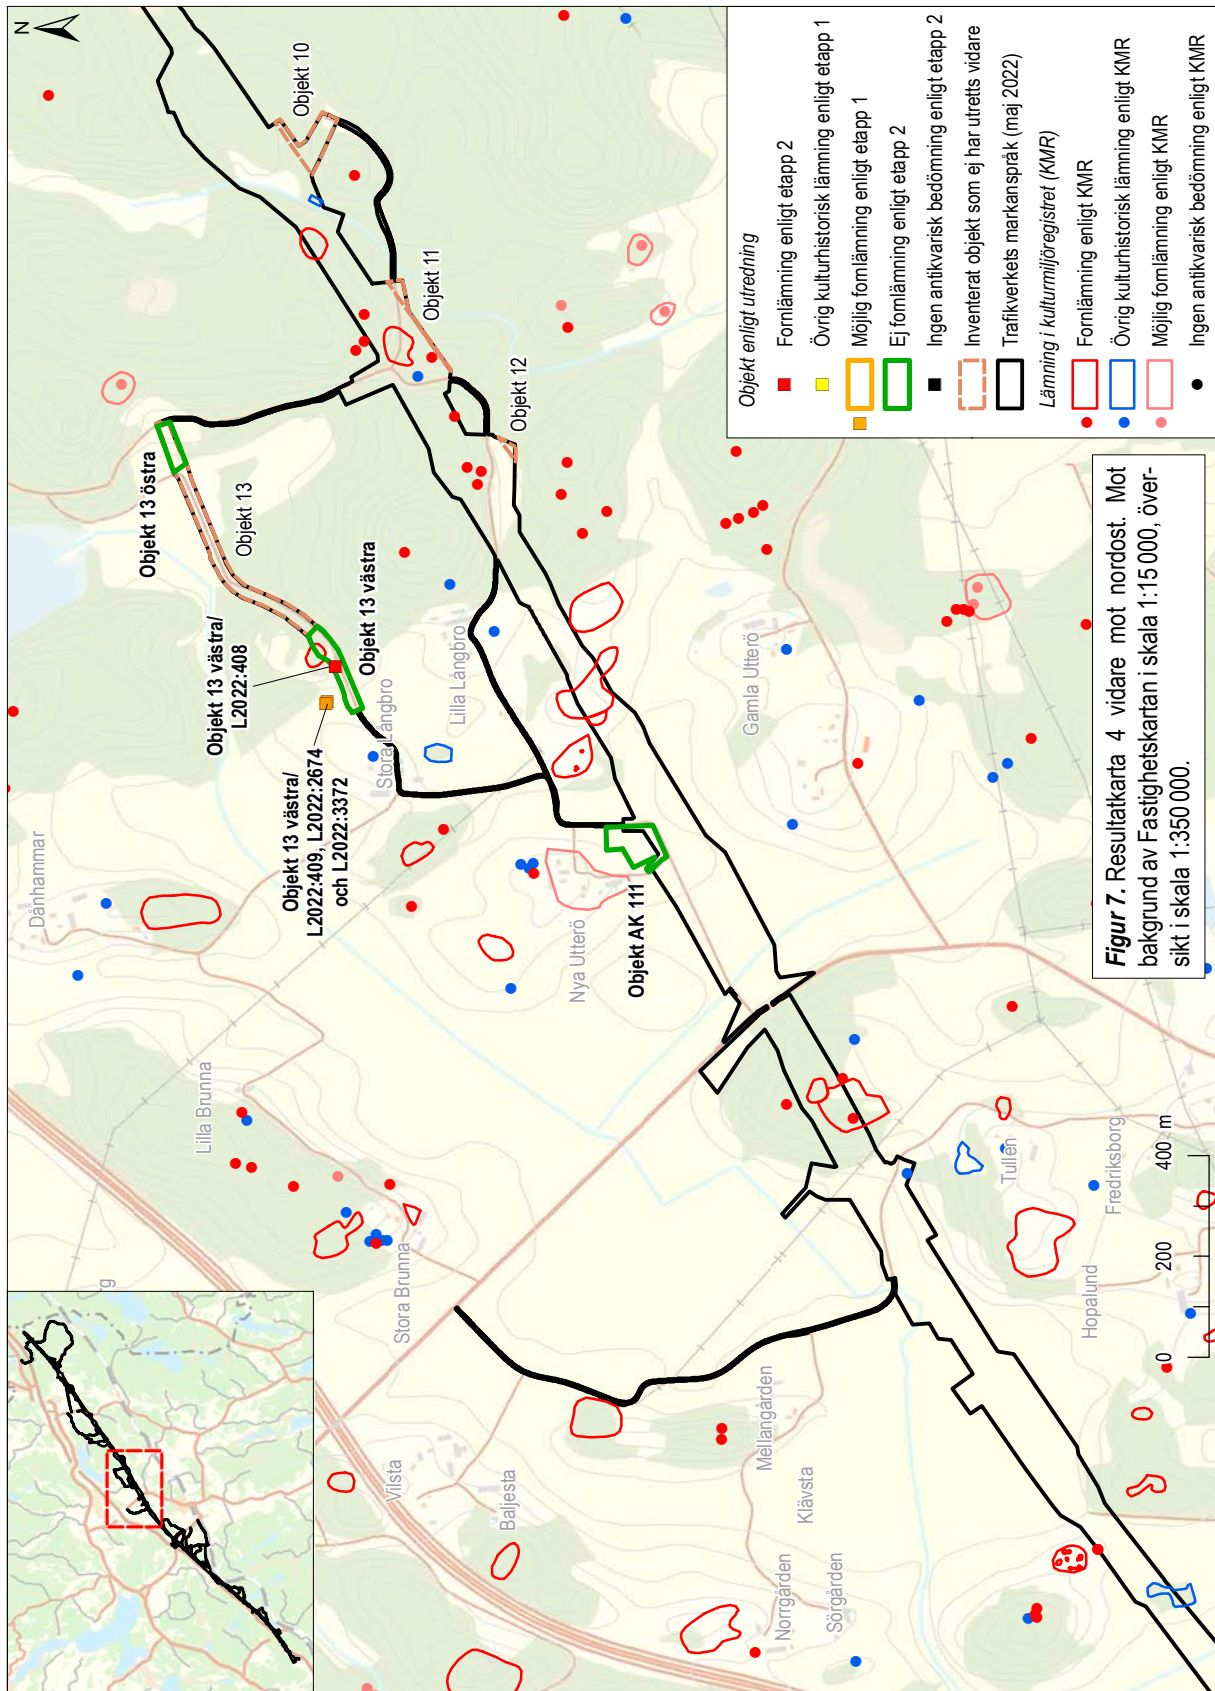 N
Objekt 10
Objekt 11
Objekt 12
Objekt 13 östra
Objekt 13
Objekt 13 västra
Objekt 13 västra/
L2022:408
Objekt 13 västra/
L2022:409, L2022:2674
och L2022:3372
Stora Långbro
Lilla Långbro
Gamla Utterö
Dånhammar
Nya Utterö
Objekt AK 111
Lilla Brunna
Stora Brunna
Tullen
Fredriksborg
Hopalund
Mellangården
Klävsta
Vilsta
Baljesta
Norrgården
Sörgården
rg
0 200 400 m
Objekt enligt utredning
Fornlämning enligt etapp 2
Övrig kulturhistorisk lämning enligt etapp 1
Möjlig fornlämning enligt etapp 1
Ej fornlämning enligt etapp 2
Ingen antikvarisk bedömning enligt etapp 2
Inventerat objekt som ej har utretts vidare
Trafikverkets markanspråk (maj 2022)
Lämning i kulturmiljöregistret (KMR)
Fornlämning enligt KMR
Övrig kulturhistorisk lämning enligt KMR
Möjlig fornlämning enligt KMR
Ingen antikvarisk bedömning enligt KMR
Figur 7. Resultatkarta 4 vidare mot nordost. Mot
bakgrund av Fastighetskartan i skala 1:15 000, över-
sikt i skala 1:350 000.